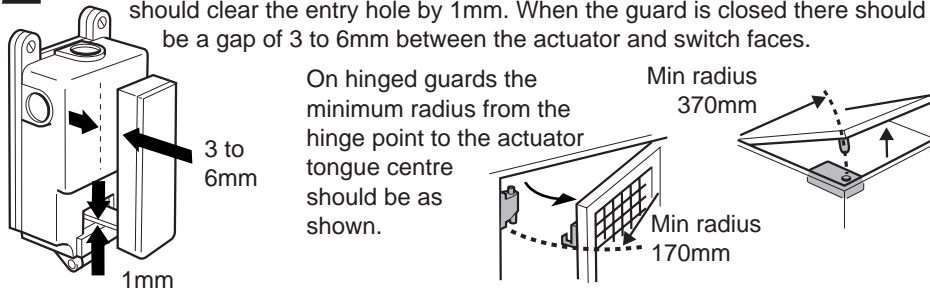 should clear the entry hole by 1mm. When the guard is closed there should
be a gap of 3 to 6mm between the actuator and switch faces.
On hinged guards the
minimum radius from the
hinge point to the actuator
tongue centre
should be as
shown.
3 to
6mm
1mm
Min radius
370mm
Min radius
170mm